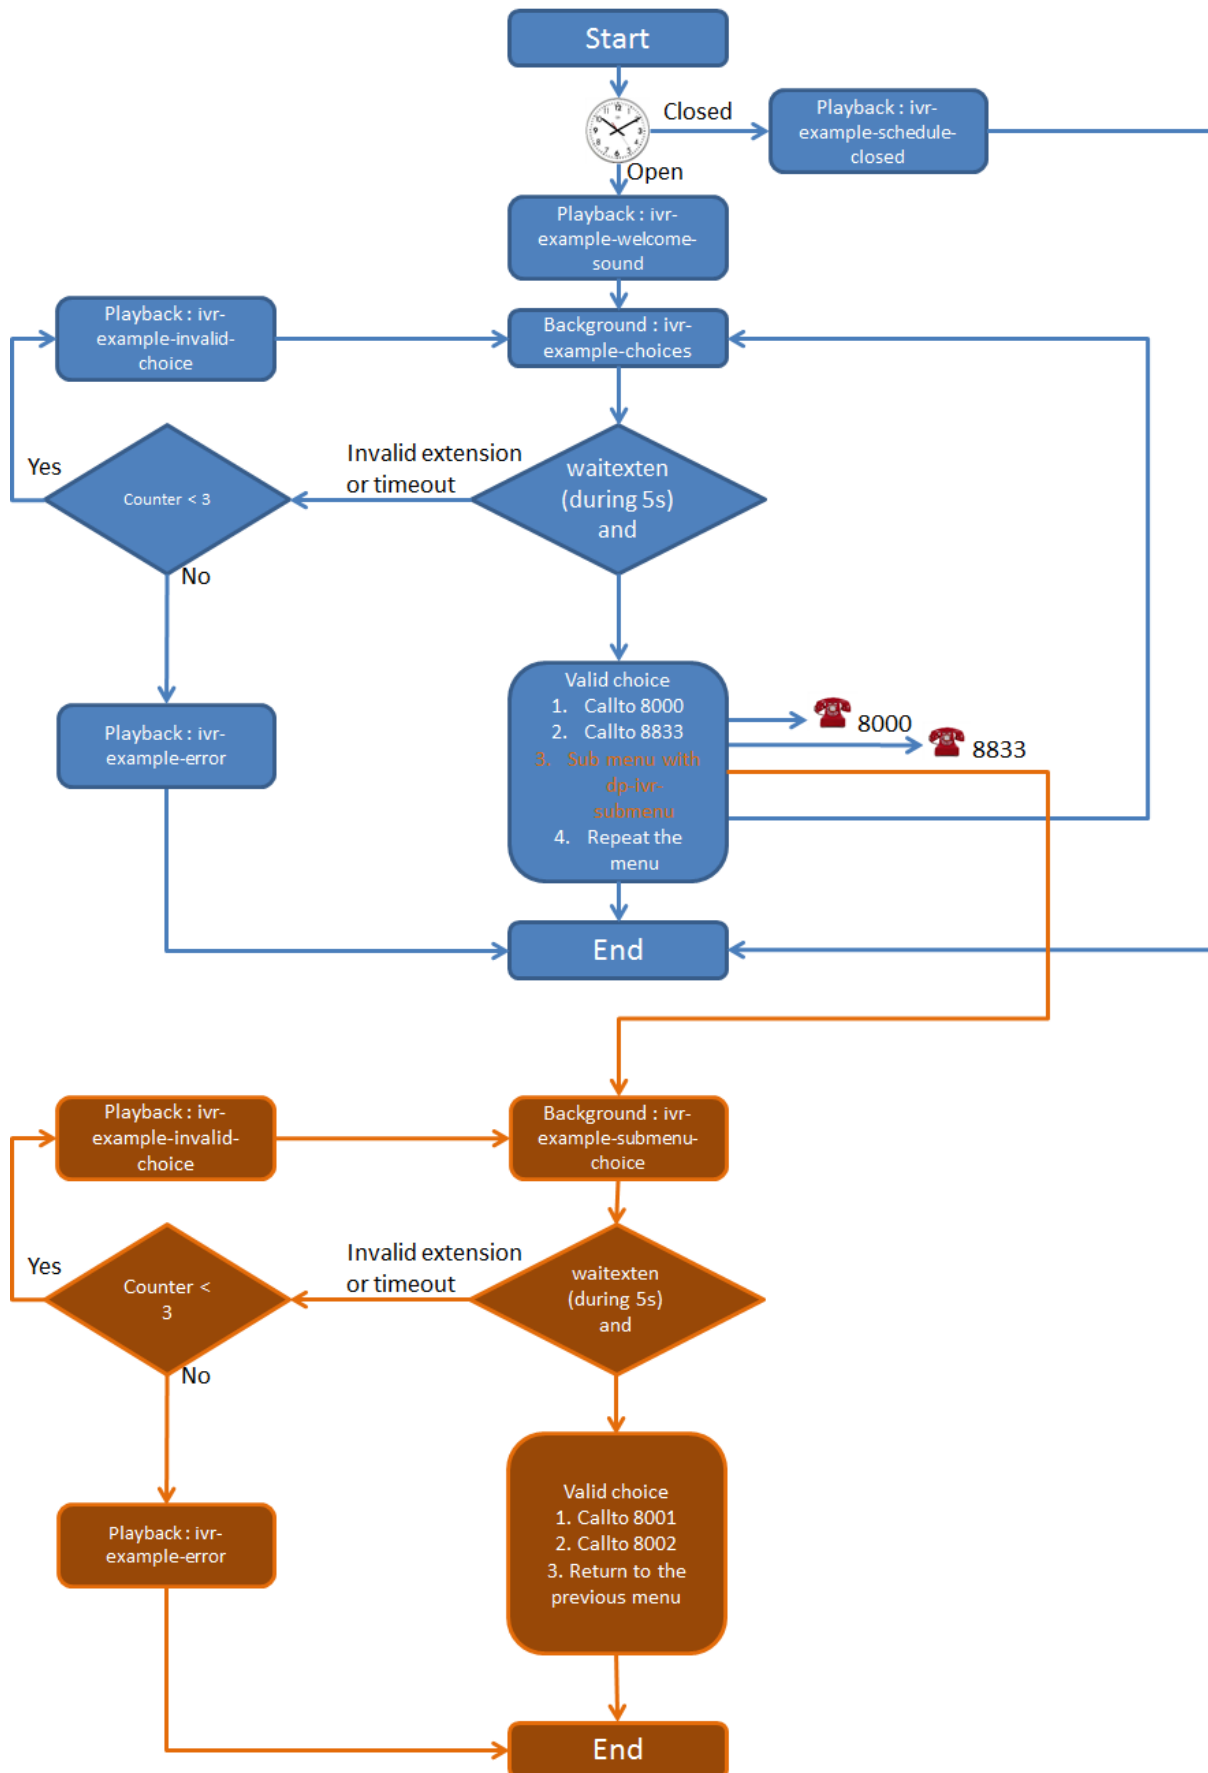 Start
Closed
Playback : ivr-
example-schedule-
closed
Open
Playback : ivr-
example-welcome-
sound
Playback : ivr-
example-invalid-
choice
Background : ivr-
example-choices
Yes
Counter < 3
Invalid extension
or timeout
waitexten
(during 5s)
and
No
Valid choice
1. Callto 8000
2. Callto 8833
3. Sub menu with
dp-ivr-
submenu
4. Repeat the
menu
8000
8833
Playback : ivr-
example-error
End
Playback : ivr-
example-invalid-
choice
Background : ivr-
example-submenu-
choice
Yes
Counter <
3
Invalid extension
or timeout
waitexten
(during 5s)
and
No
Valid choice
1. Callto 8001
2. Callto 8002
3. Return to the
previous menu
Playback : ivr-
example-error
End